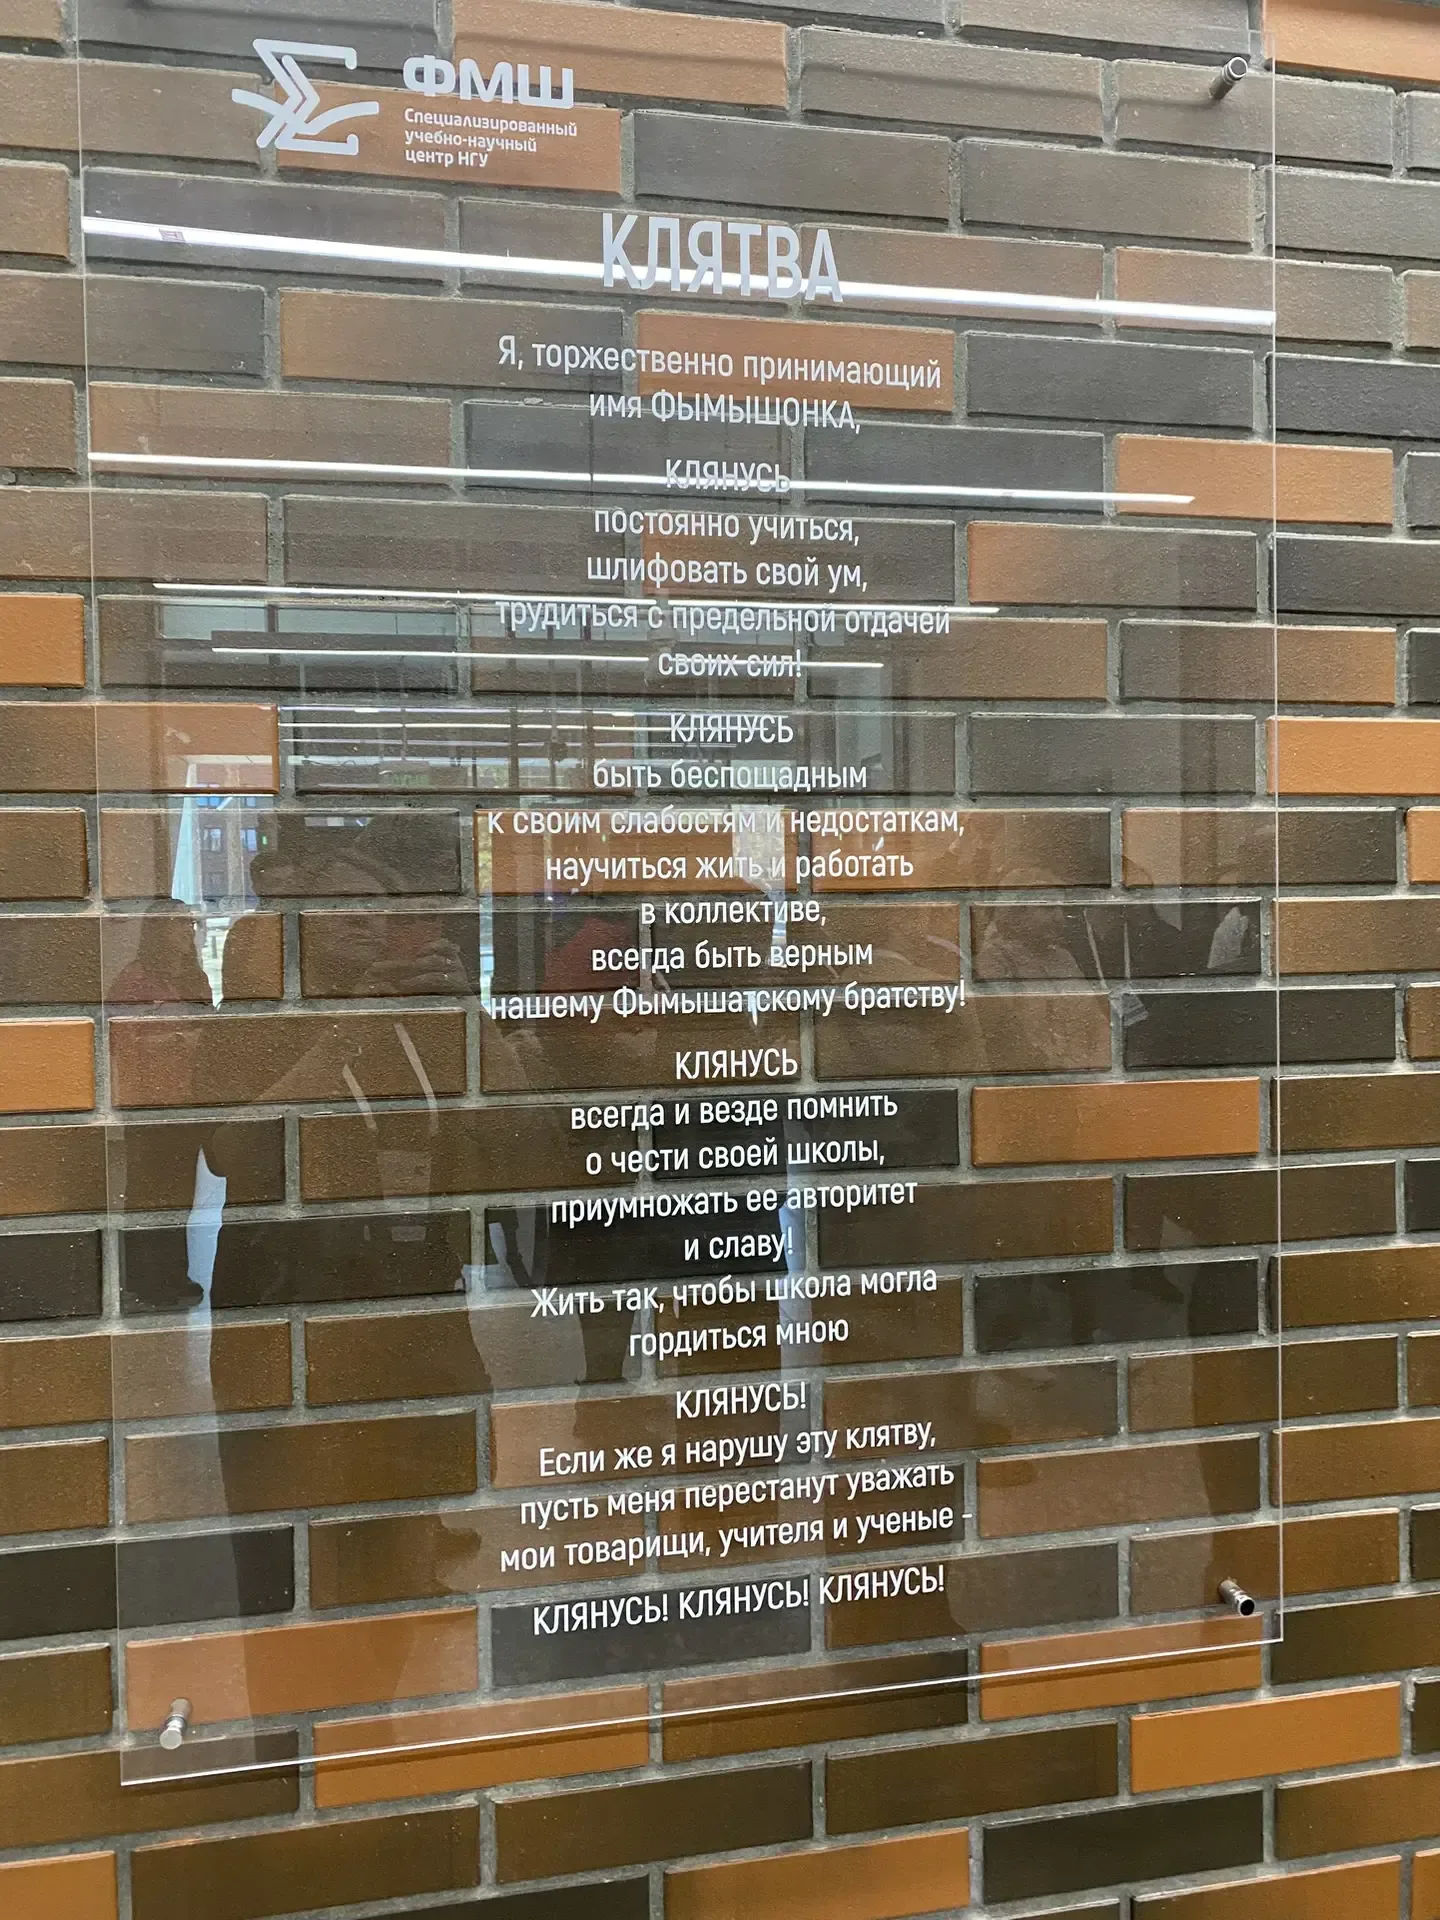 ФМШ
Специализированный
учебно-научный
центр НГУ
КЛЯТВА
Я, торжественно принимающий
имя ФЫМЫШОНКА,
КЛЯНУСЬ
постоянно учиться,
шлифовать свой ум,
трудиться с предельной отдачей
своих сил!
КЛЯНУСЬ
быть беспощадным
к своим слабостям и недостаткам,
научиться жить и работать
в коллективе,
всегда быть верным
нашему Фымышатскому братству!
КЛЯНУСЬ
всегда и везде помнить
о чести своей школы,
приумножать ее авторитет
и славу!
Жить так, чтобы школа могла
гордиться мною
КЛЯНУСЬ!
Если же я нарушу эту клятву,
пусть меня перестанут уважать
мои товарищи, учителя и ученые -
КЛЯНУСЬ! КЛЯНУСЬ! КЛЯНУСЬ!